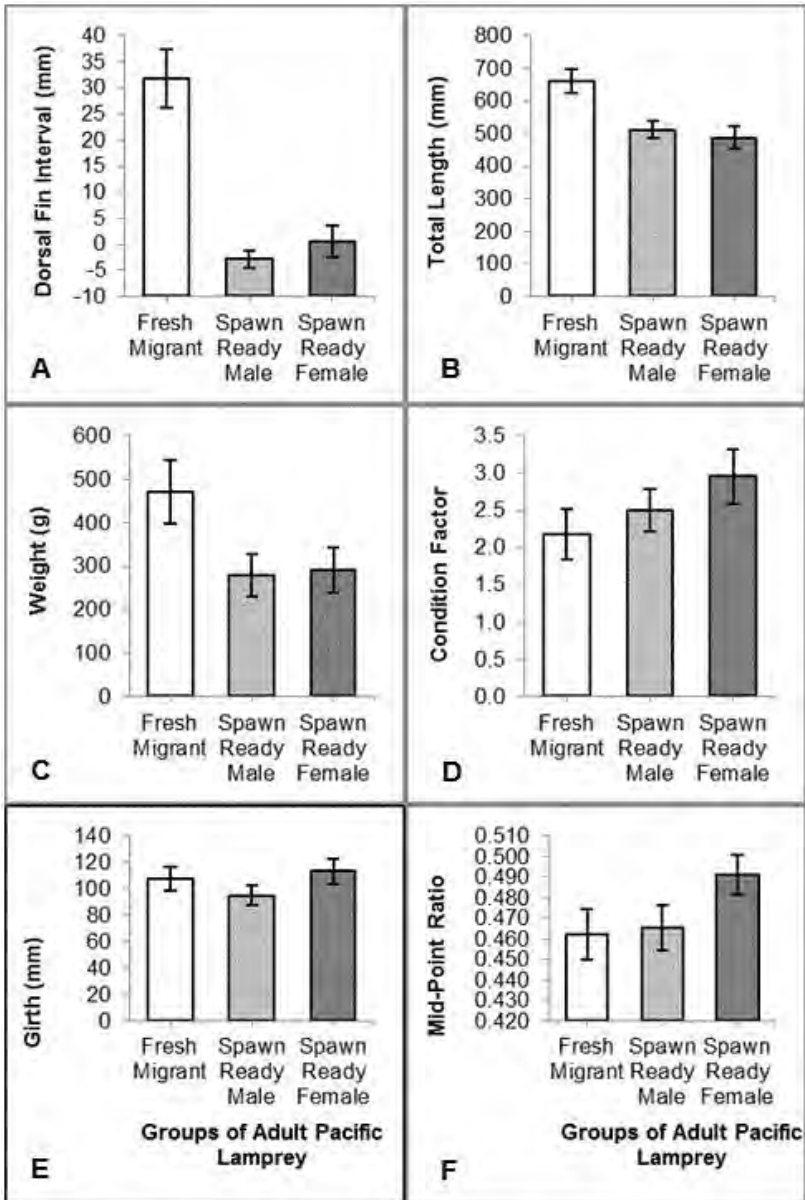 Dorsal Fin Interval (mm)
40
35
30
25
20
15
10
5
0
-5
-10
Fresh Migrant
Spawn Ready Male
Spawn Ready Female
A
Total Length (mm)
800
700
600
500
400
300
200
100
0
Fresh Migrant
Spawn Ready Male
Spawn Ready Female
B
Weight (g)
600
500
400
300
200
100
0
Fresh Migrant
Spawn Ready Male
Spawn Ready Female
C
Condition Factor
3.5
3.0
2.5
2.0
1.5
1.0
0.5
0.0
Fresh Migrant
Spawn Ready Male
Spawn Ready Female
D
Girth (mm)
140
120
100
80
60
40
20
0
Fresh Migrant
Spawn Ready Male
Spawn Ready Female
Groups of Adult Pacific
Lamprey
E
Mid-Point Ratio
0.510
0.500
0.490
0.480
0.470
0.460
0.450
0.440
0.430
0.420
Fresh Migrant
Spawn Ready Male
Spawn Ready Female
Groups of Adult Pacific
Lamprey
F